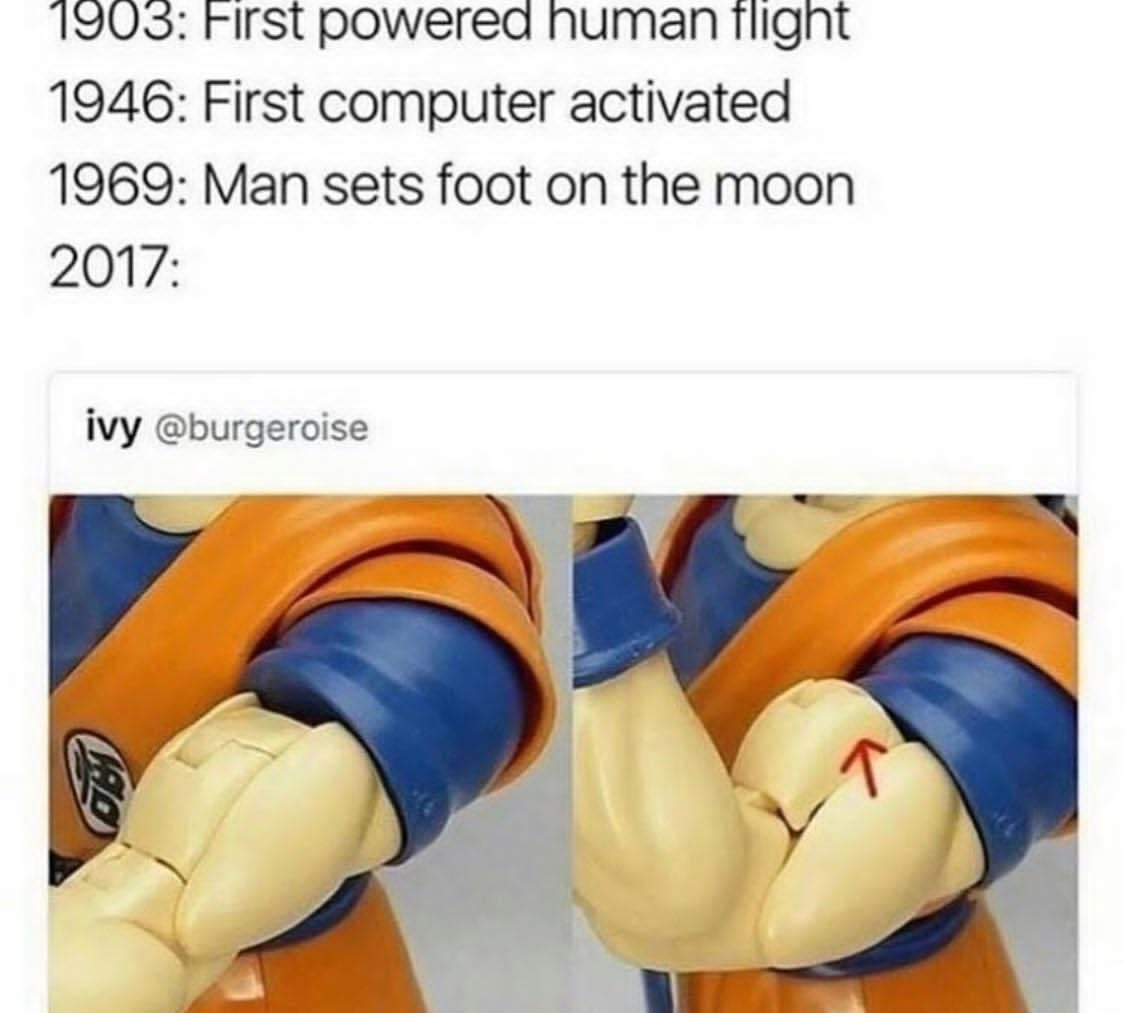 1903: First powered human flight
1946: First computer activated
1969: Man sets foot on the moon
2017:
ivy @burgeroise